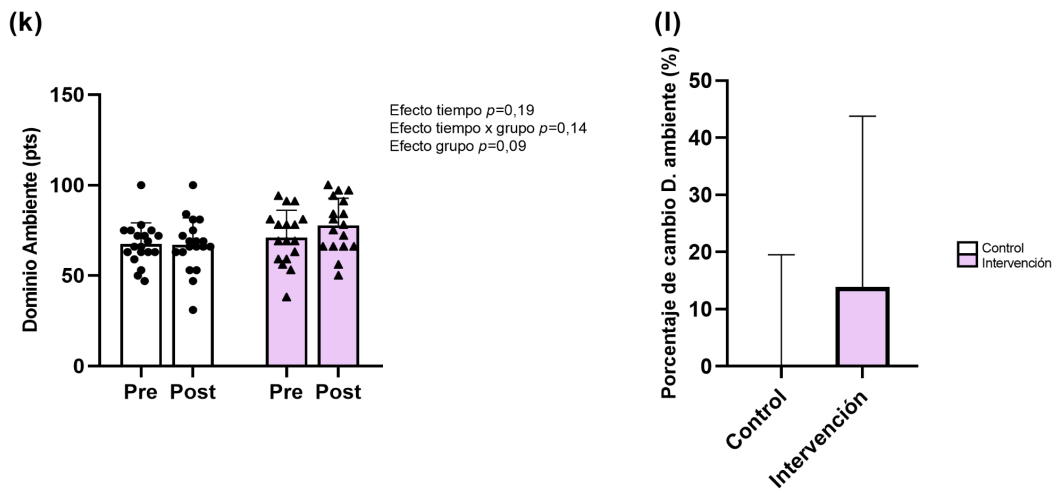 (k)
Dominio Ambiente (pts)
150
100
50
0
Pre Post Pre Post
Efecto tiempo p=0,19
Efecto tiempo x grupo p=0,14
Efecto grupo p=0,09
(l)
Porcentaje de cambio D. ambiente (%)
50
40
30
20
10
0
Control
Intervención
Control
Intervención